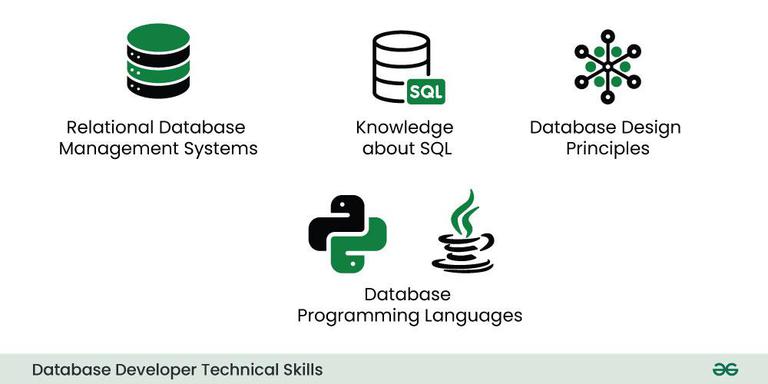 Relational Database
Management Systems
SQL
Knowledge
about SQL
Database Design
Principles
Database
Programming Languages
Database Developer Technical Skills